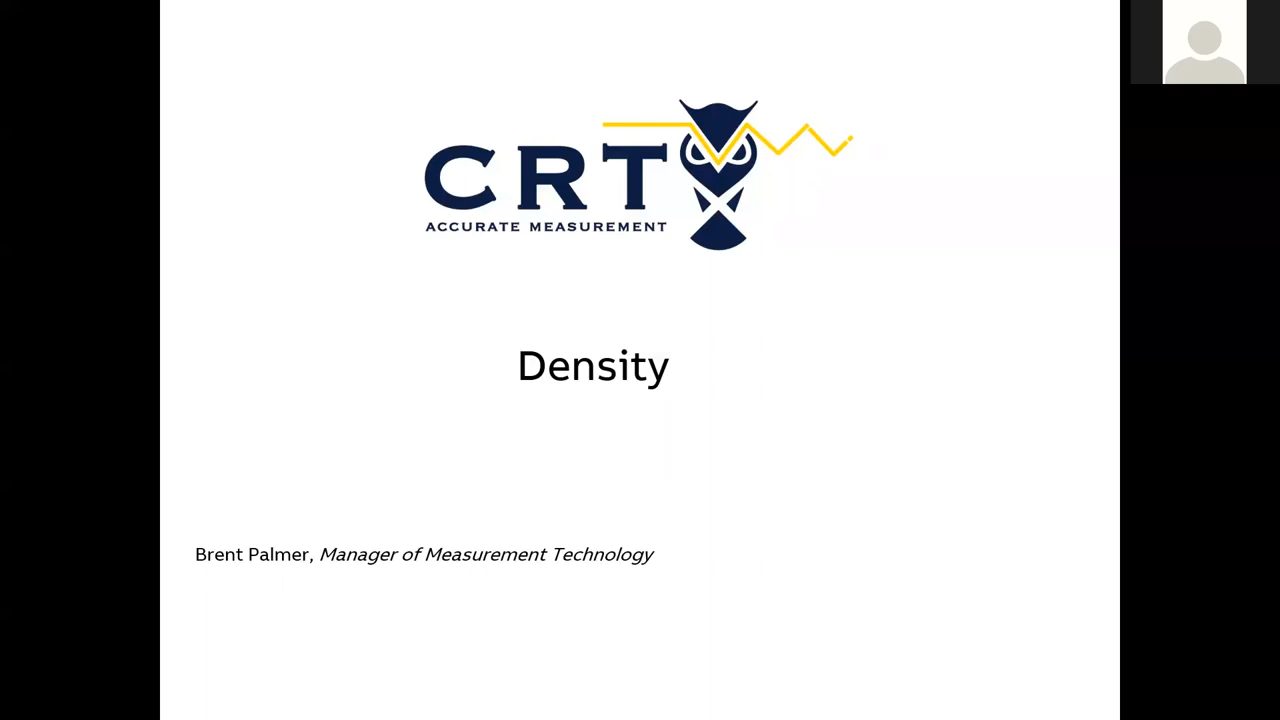 CRT
ACCURATE MEASUREMENT
Density
Brent Palmer, Manager of Measurement Technology